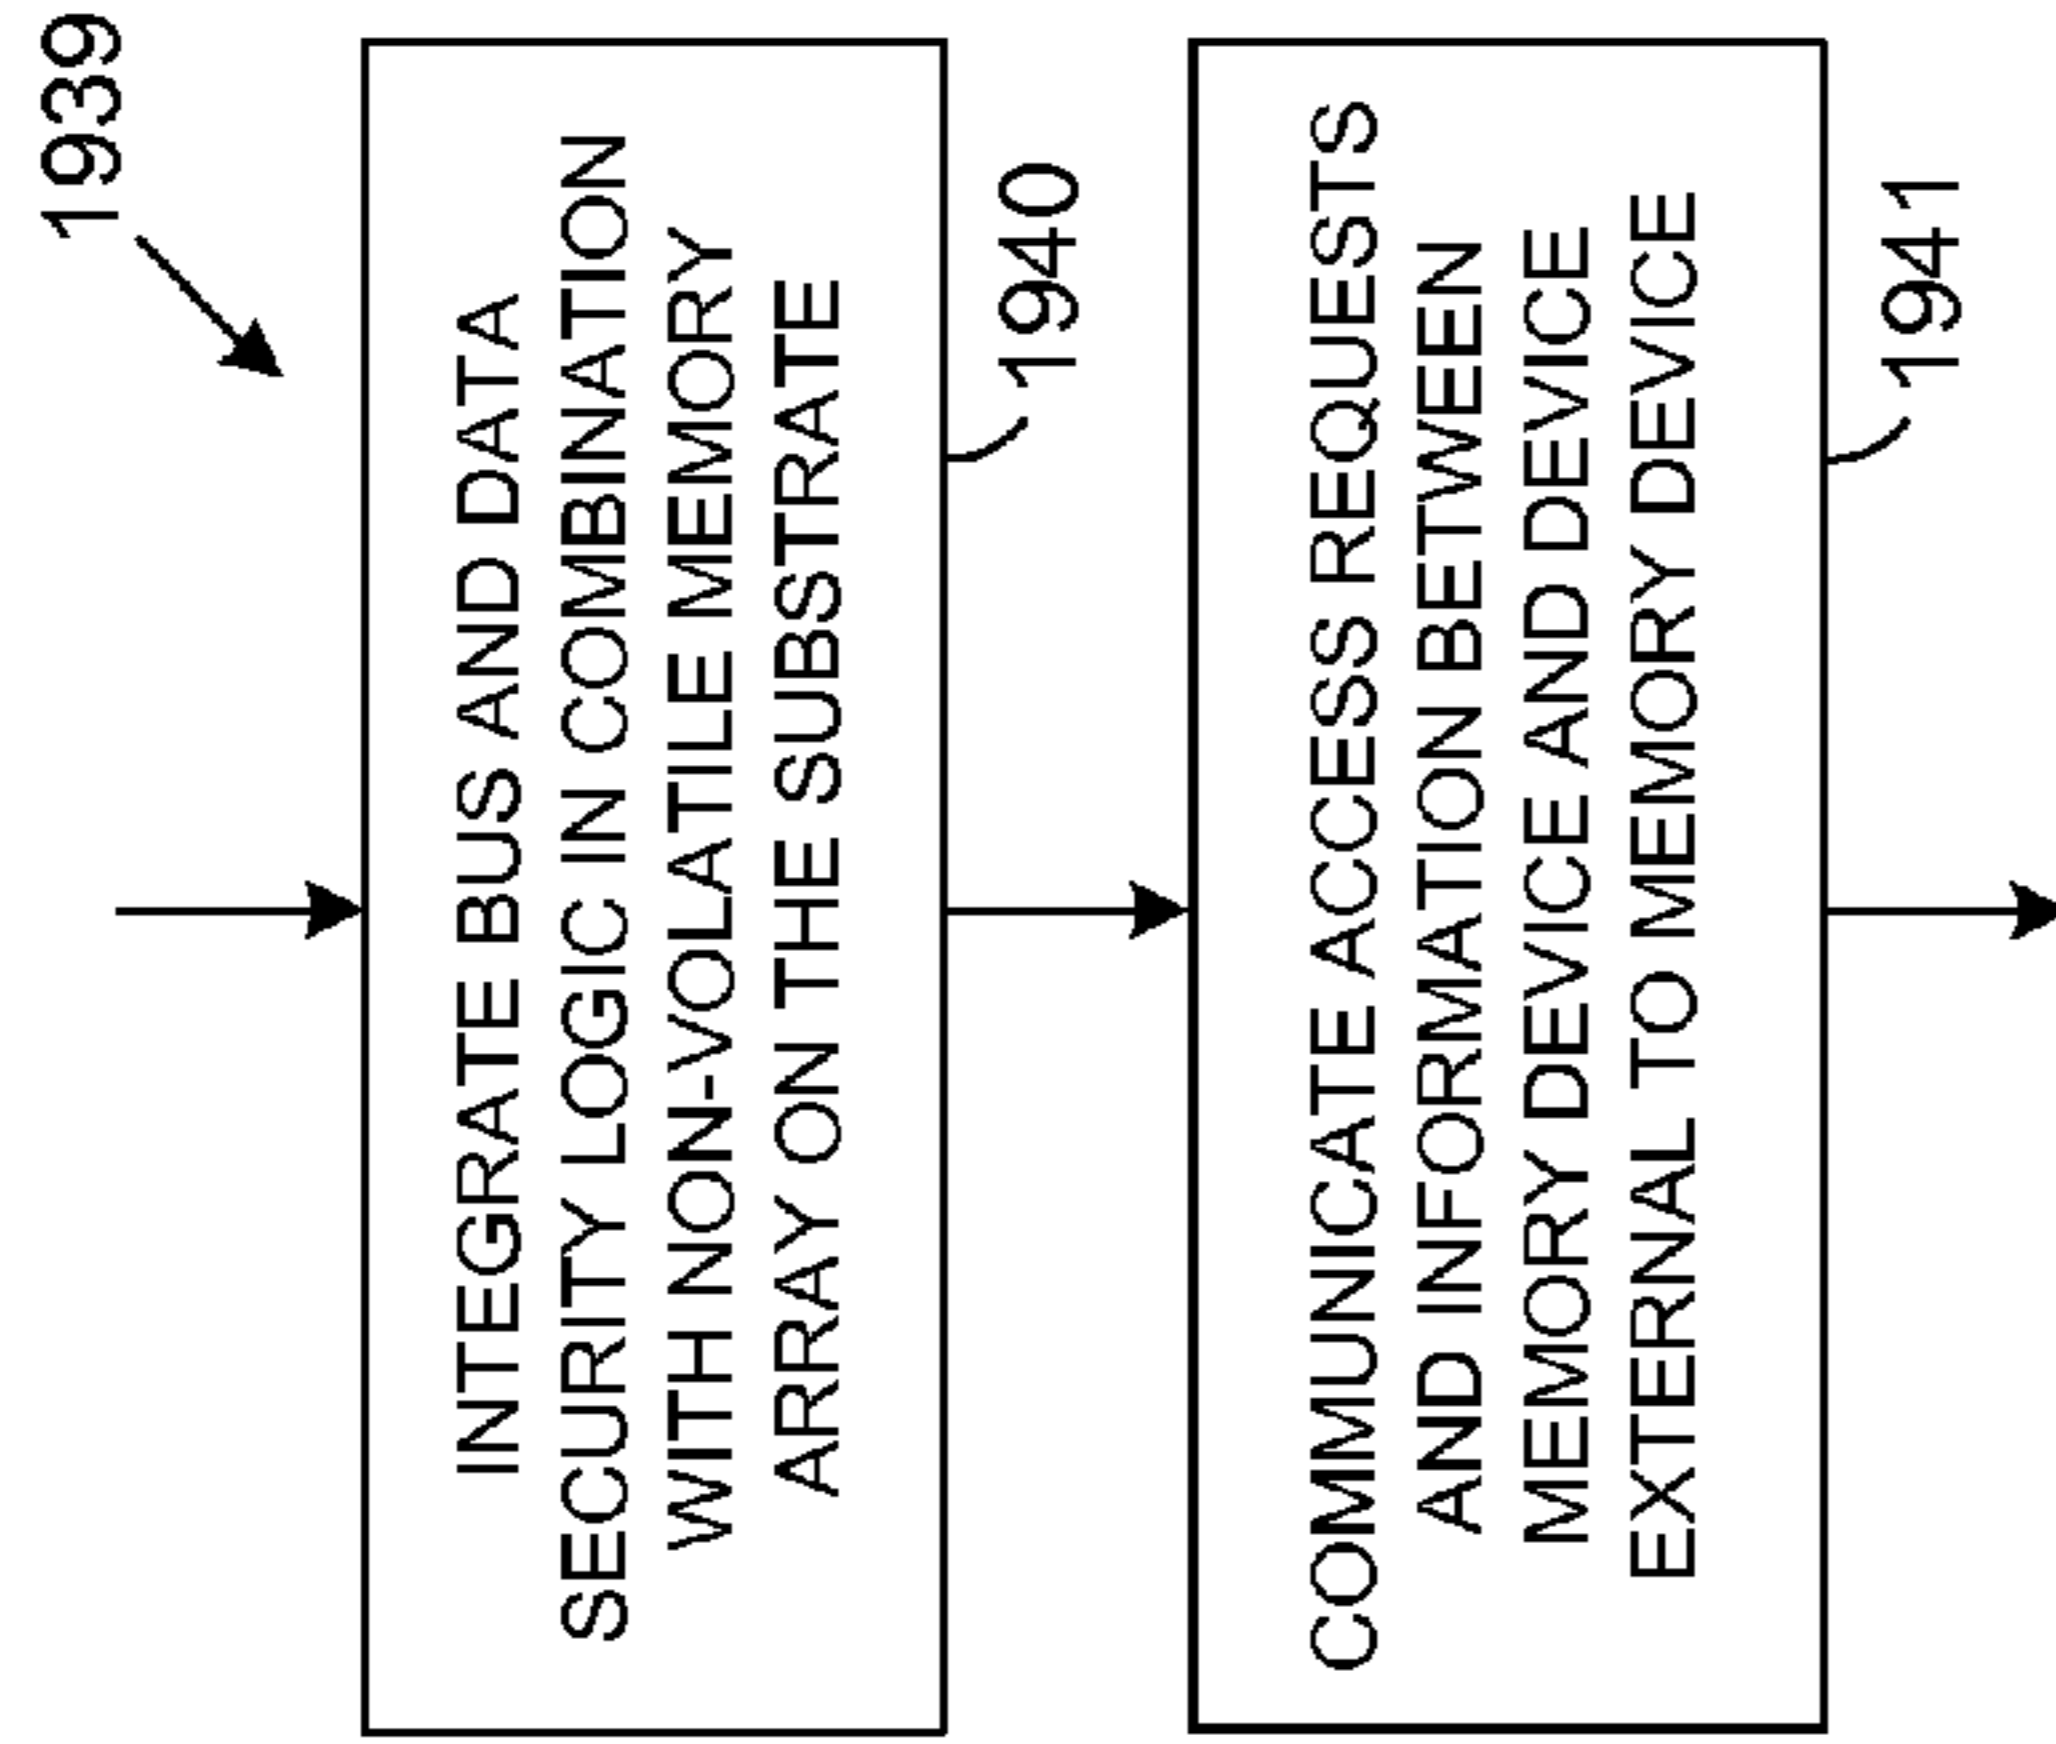 1939
INTEGRATE BUS AND DATA
SECURITY LOGIC IN COMBINATION
WITH NON-VOLATILE MEMORY
ARRAY ON THE SUBSTRATE
1940
COMMUNICATE ACCESS REQUESTS
AND INFORMATION BETWEEN
MEMORY DEVICE AND DEVICE
EXTERNAL TO MEMORY DEVICE
1941